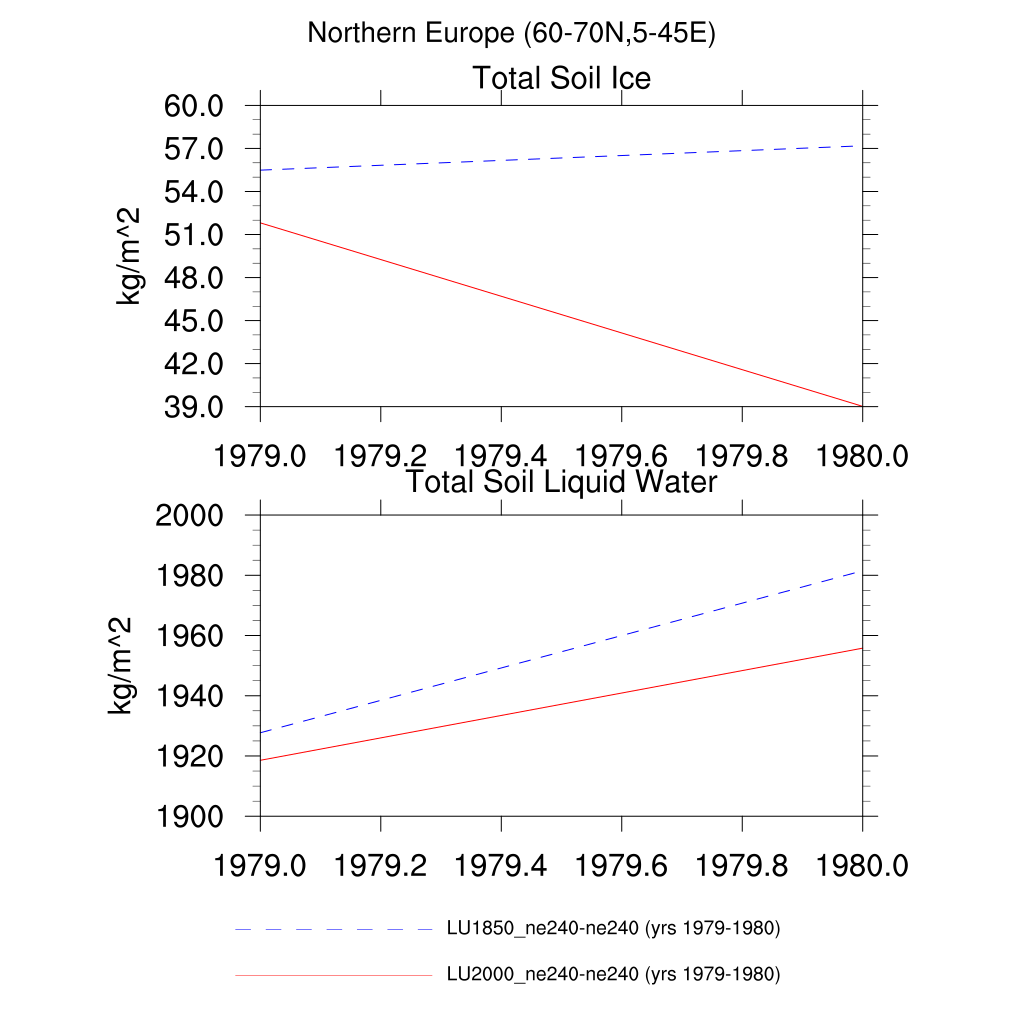 Northern Europe (60-70N,5-45E)
Total Soil Ice
60.0
57.0
54.0
51.0
48.0
45.0
42.0
39.0
kg/m^2
1979.0 1979.2 1979.4 1979.6 1979.8 1980.0
Total Soil Liquid Water
2000
1980
1960
1940
1920
1900
kg/m^2
1979.0 1979.2 1979.4 1979.6 1979.8 1980.0
LU1850_ne240-ne240 (yrs 1979-1980)
LU2000_ne240-ne240 (yrs 1979-1980)